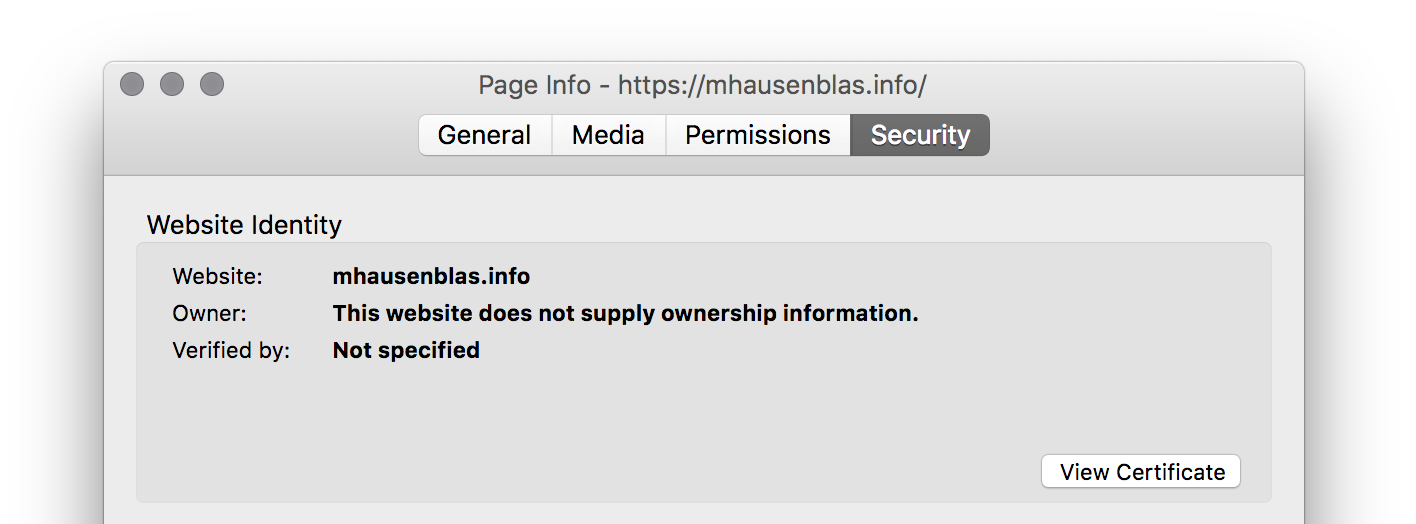 Page Info - https://mhausenblas.info/
General Media Permissions Security
Website Identity
Website: mhausenblas.info
Owner: This website does not supply ownership information.
Verified by: Not specified
View Certificate